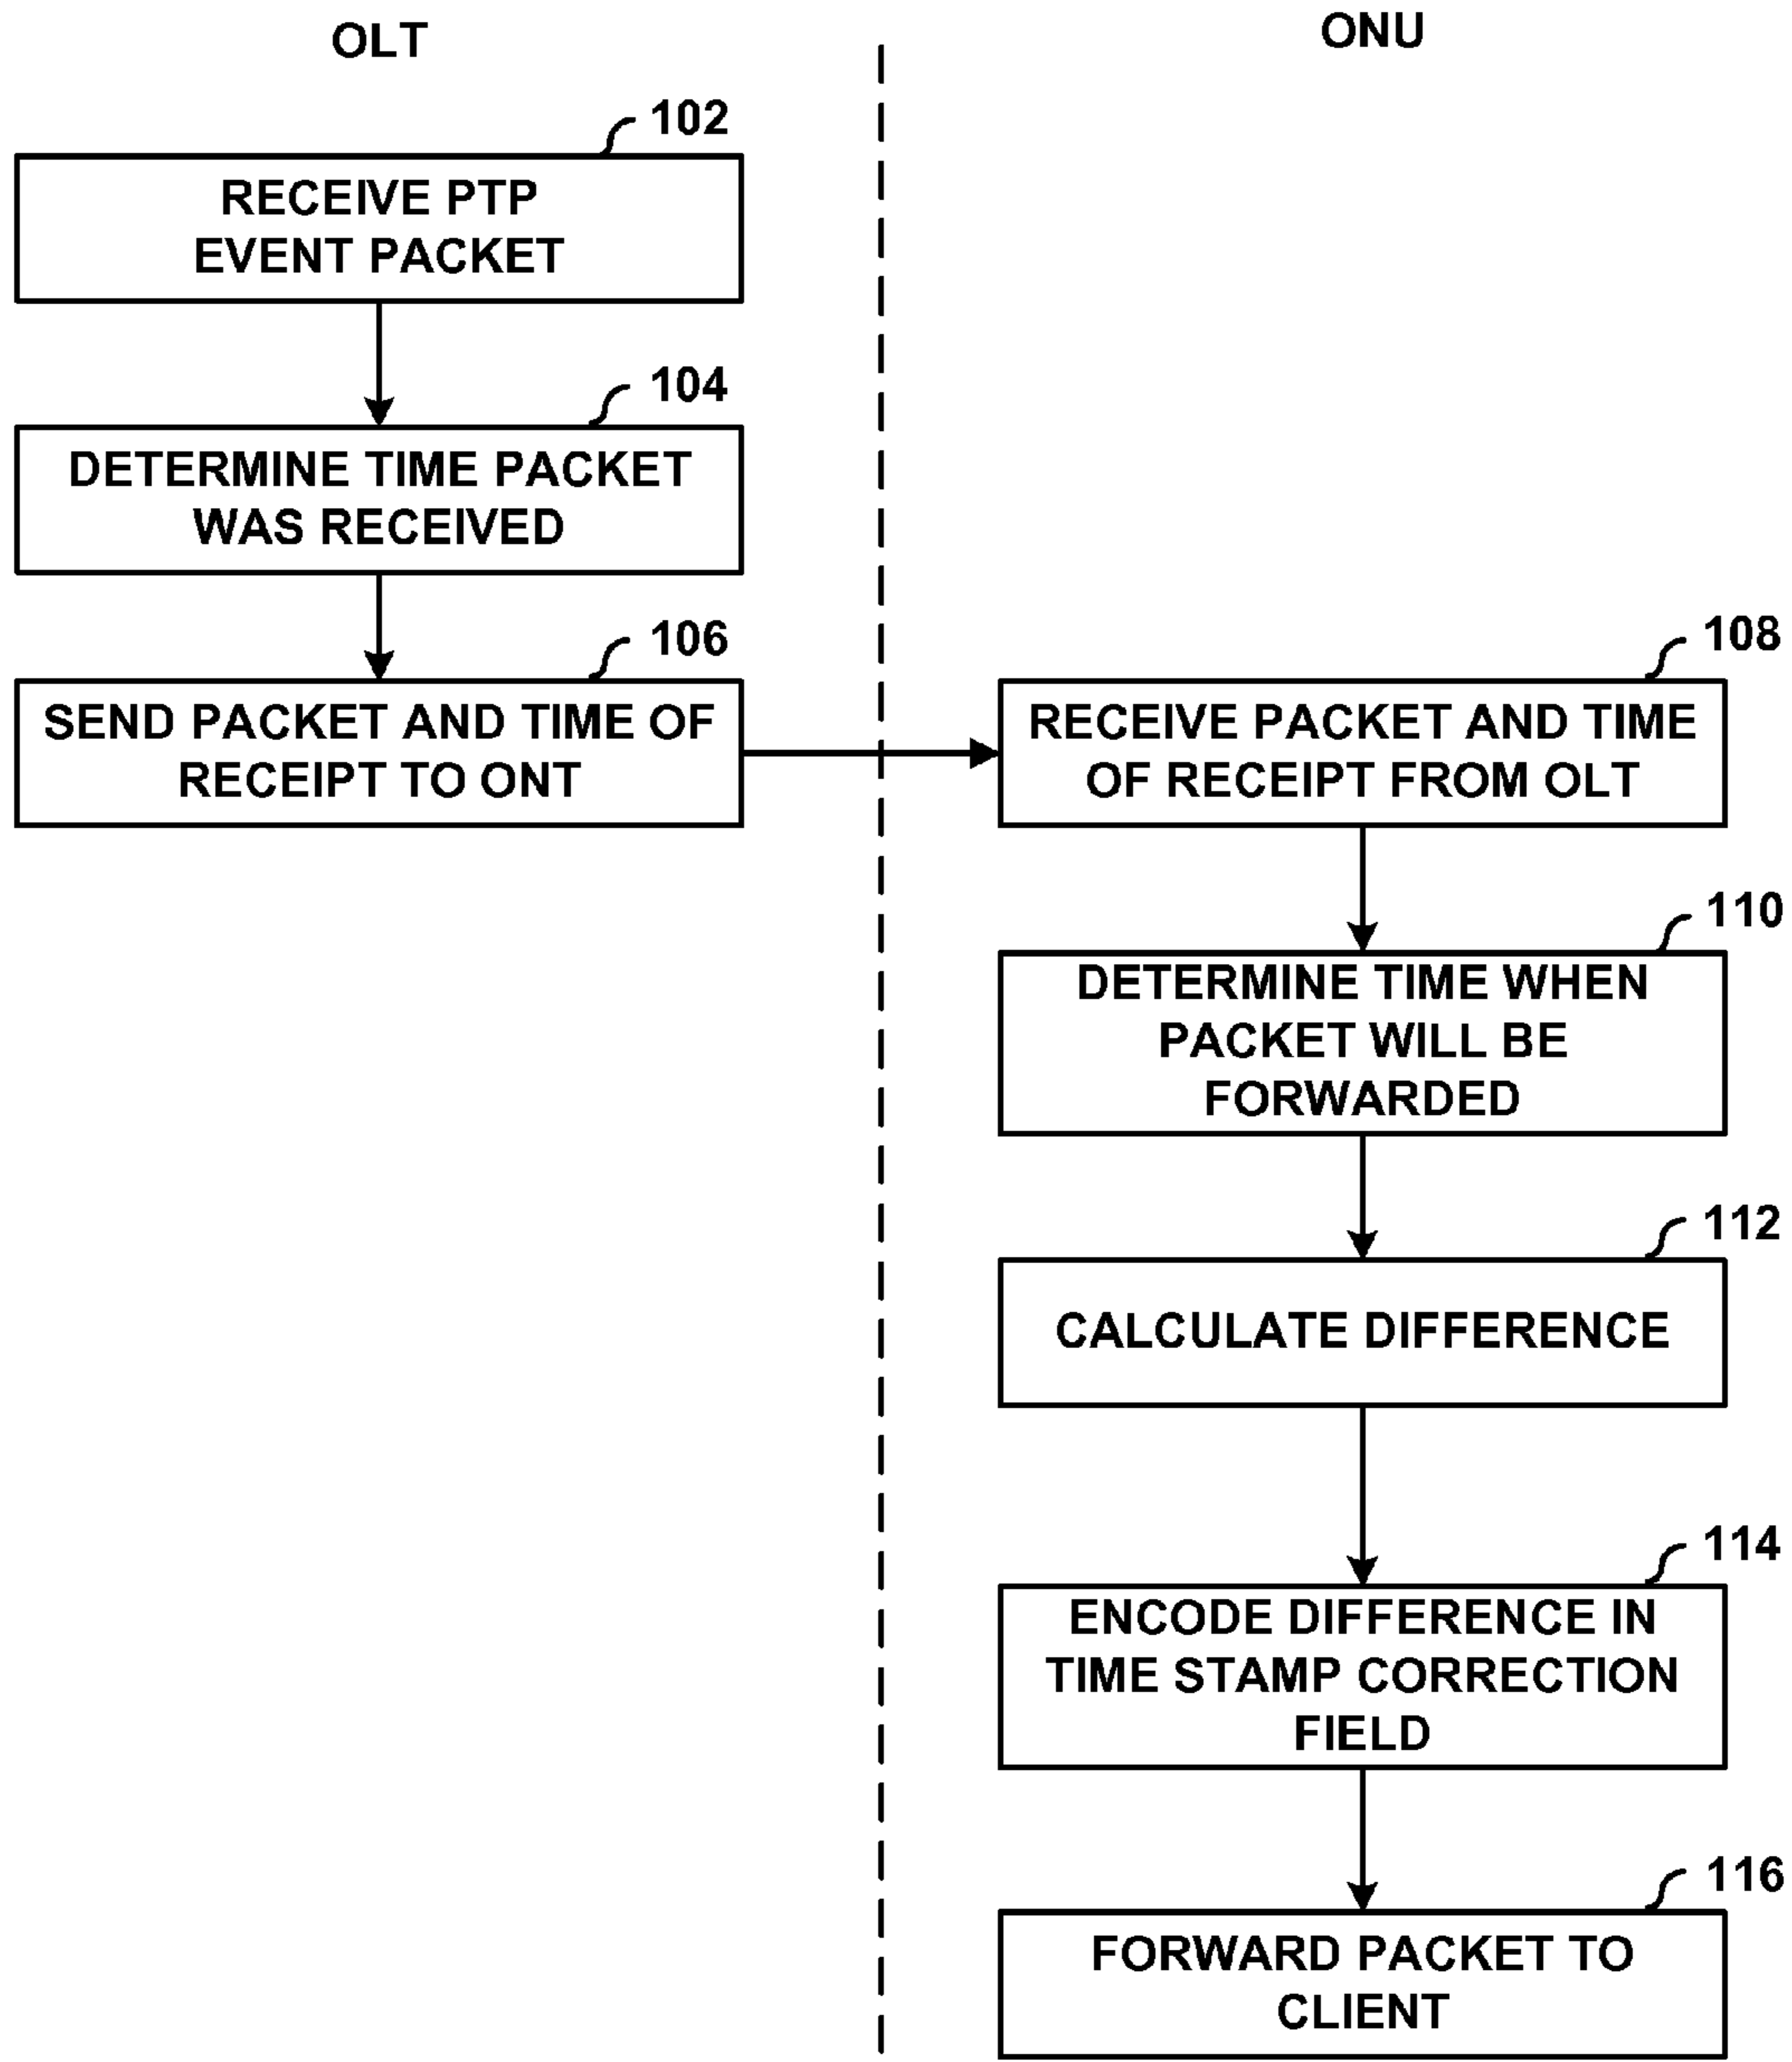 OLT
ONU
102
RECEIVE PTP
EVENT PACKET
104
DETERMINE TIME PACKET
WAS RECEIVED
106
SEND PACKET AND TIME OF
RECEIPT TO ONT
108
RECEIVE PACKET AND TIME
OF RECEIPT FROM OLT
110
DETERMINE TIME WHEN
PACKET WILL BE
FORWARDED
112
CALCULATE DIFFERENCE
114
ENCODE DIFFERENCE IN
TIME STAMP CORRECTION
FIELD
116
FORWARD PACKET TO
CLIENT